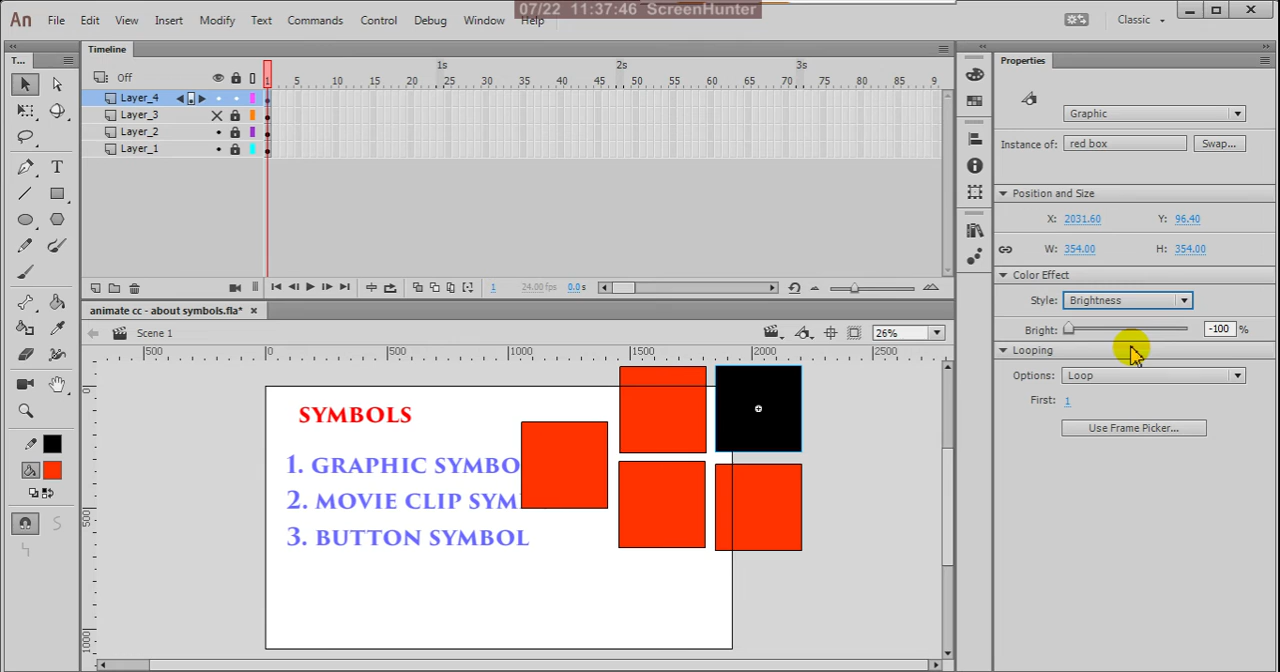 07/22 11:37:46 ScreenHunter
An File Edit View Insert Modify Text Commands Control Debug Window Help Classic
T... Timeline Properties
Off 1s 2s 3s
1 5 10 15 20 25 30 35 40 45 50 55 60 65 70 75 80 85 9
Layer_4
Layer_3
Layer_2
Layer_1
Graphic
Instance of: red box Swap...
Position and Size
X: 2031.60 Y: 96.40
W: 354.00 H: 354.00
Color Effect
Style: Brightness
Bright: -100 %
Looping
Options: Loop
First: 1
Use Frame Picker...
1 24.00 fps 0.0s
animate cc - about symbols.fla*
Scene 1 26%
500 0 500 1000 1500 2000 2500
0
500
1000
SYMBOLS
1. GRAPHIC SYMBO
2. MOVIE CLIP SYM
3. BUTTON SYMBOL